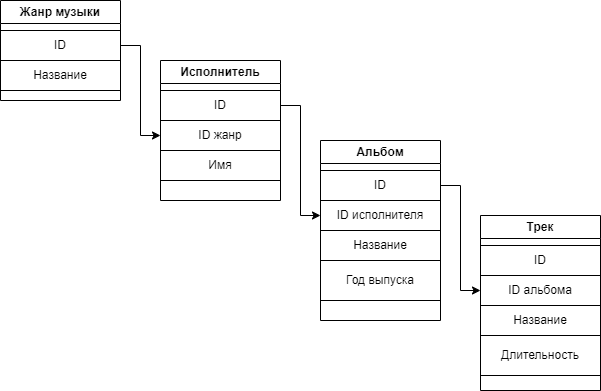 Жанр музыки
ID
Название
Исполнитель
ID
ID жанр
Имя
Альбом
ID
ID исполнителя
Название
Год выпуска
Трек
ID
ID альбома
Название
Длительность